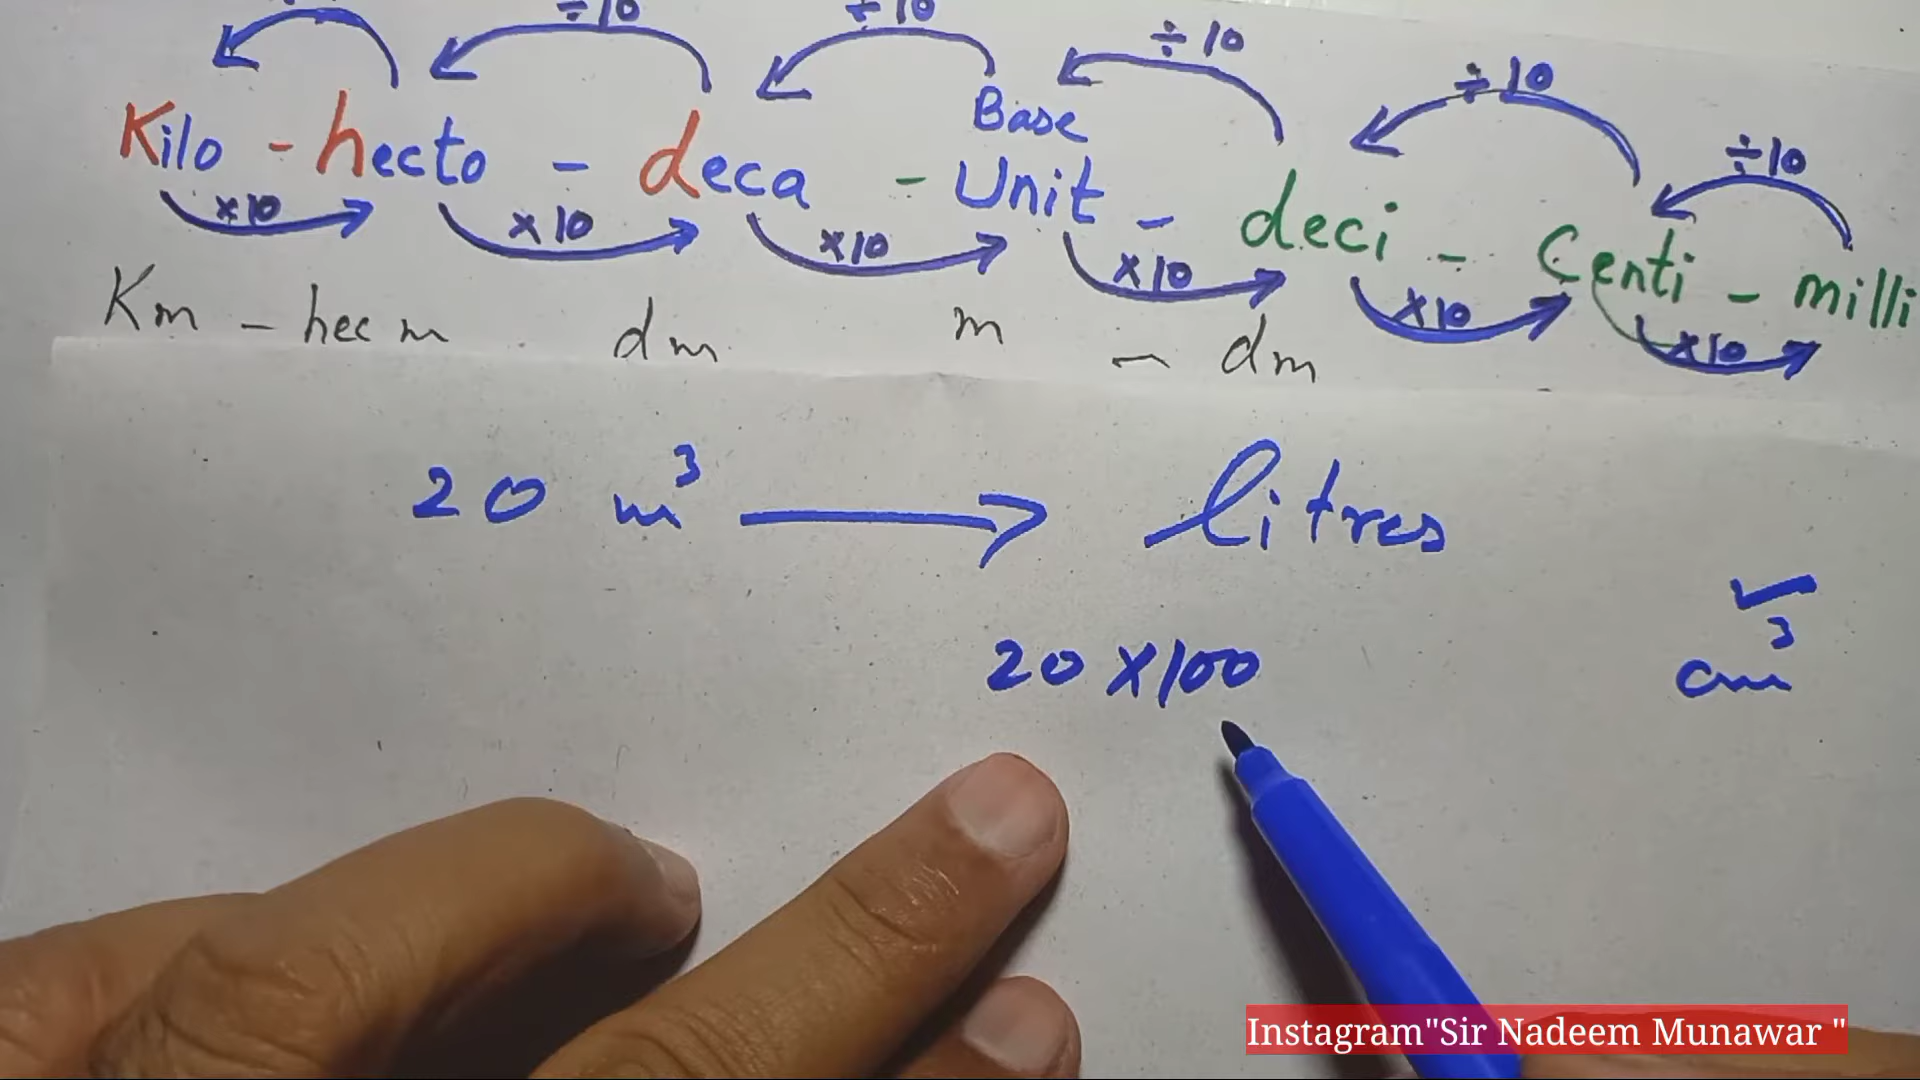 ÷10 ÷10 ÷10 ÷10 ÷10
Kilo - hecto - deca - Base Unit - deci - Centi - milli
×10 ×10 ×10 ×10 ×10 ×10
Km - hec m dm m - dm
20 m³ → litres
20 ×100
cm³
Instagram"Sir Nadeem Munawar "